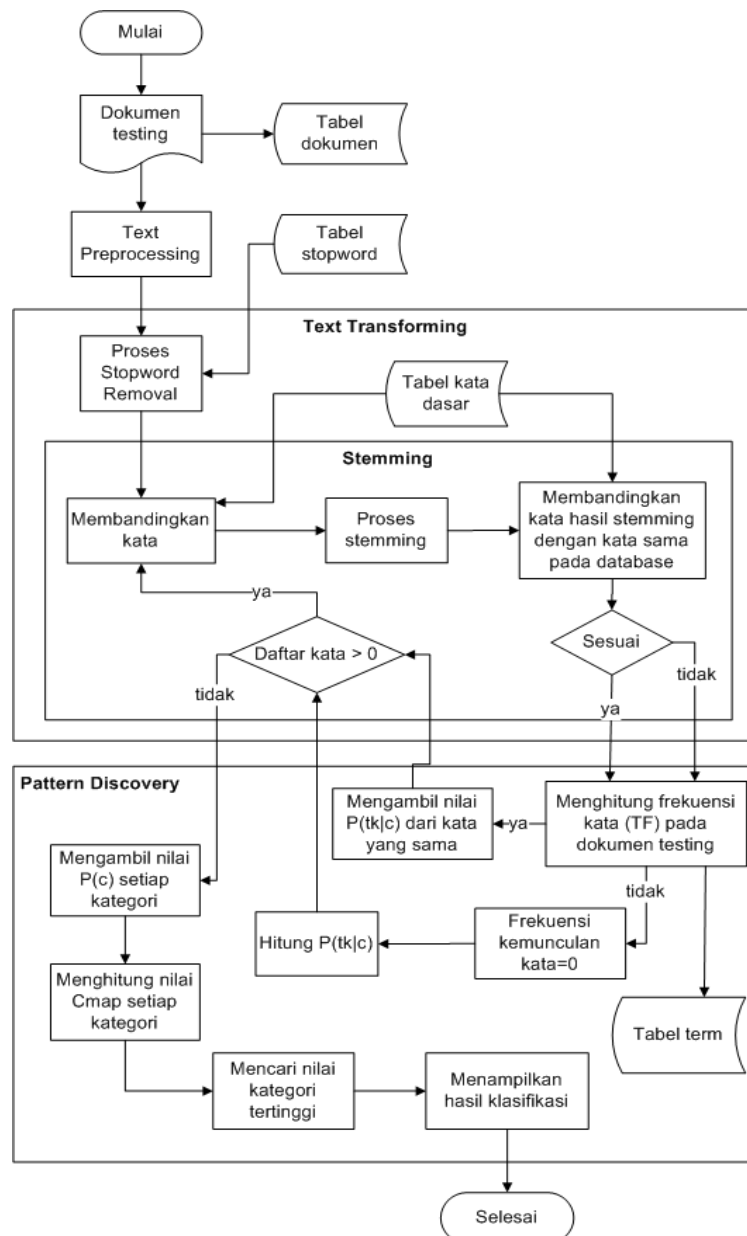 Mulai
Dokumen
testing
Tabel
dokumen
Text
Preprocessing
Tabel
stopword
Text Transforming
Proses
Stopword
Removal
Tabel kata
dasar
Stemming
Membandingkan
kata
Proses
stemming
Membandingkan
kata hasil stemming
dengan kata sama
pada database
ya
Daftar kata > 0
Sesuai
tidak
tidak
ya
Pattern Discovery
Mengambil nilai
P(tk|c) dari kata
yang sama
ya
Menghitung frekuensi
kata (TF) pada
dokumen testing
Mengambil nilai
P(c) setiap
kategori
tidak
Hitung P(tk|c)
Frekuensi
kemunculan
kata=0
Menghitung nilai
Cmap setiap
kategori
Tabel term
Mencari nilai
kategori
tertinggi
Menampilkan
hasil klasifikasi
Selesai